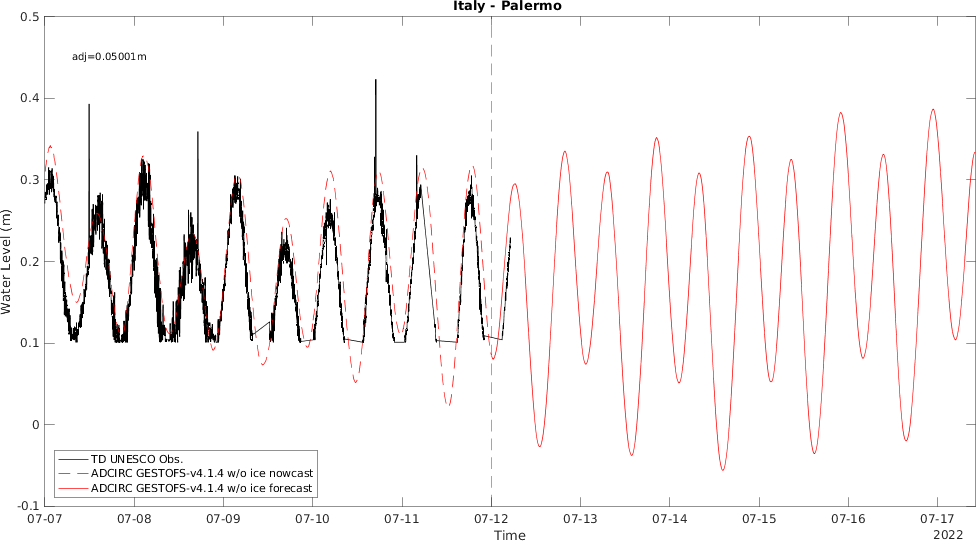 Italy - Palermo
adj=0.05001m
Water Level (m)
0.5
0.4
0.3
0.2
0.1
0
-0.1
TD UNESCO Obs.
ADCIRC GESTOFS-v4.1.4 w/o ice nowcast
ADCIRC GESTOFS-v4.1.4 w/o ice forecast
07-07 07-08 07-09 07-10 07-11 07-12 07-13 07-14 07-15 07-16 07-17
Time
2022